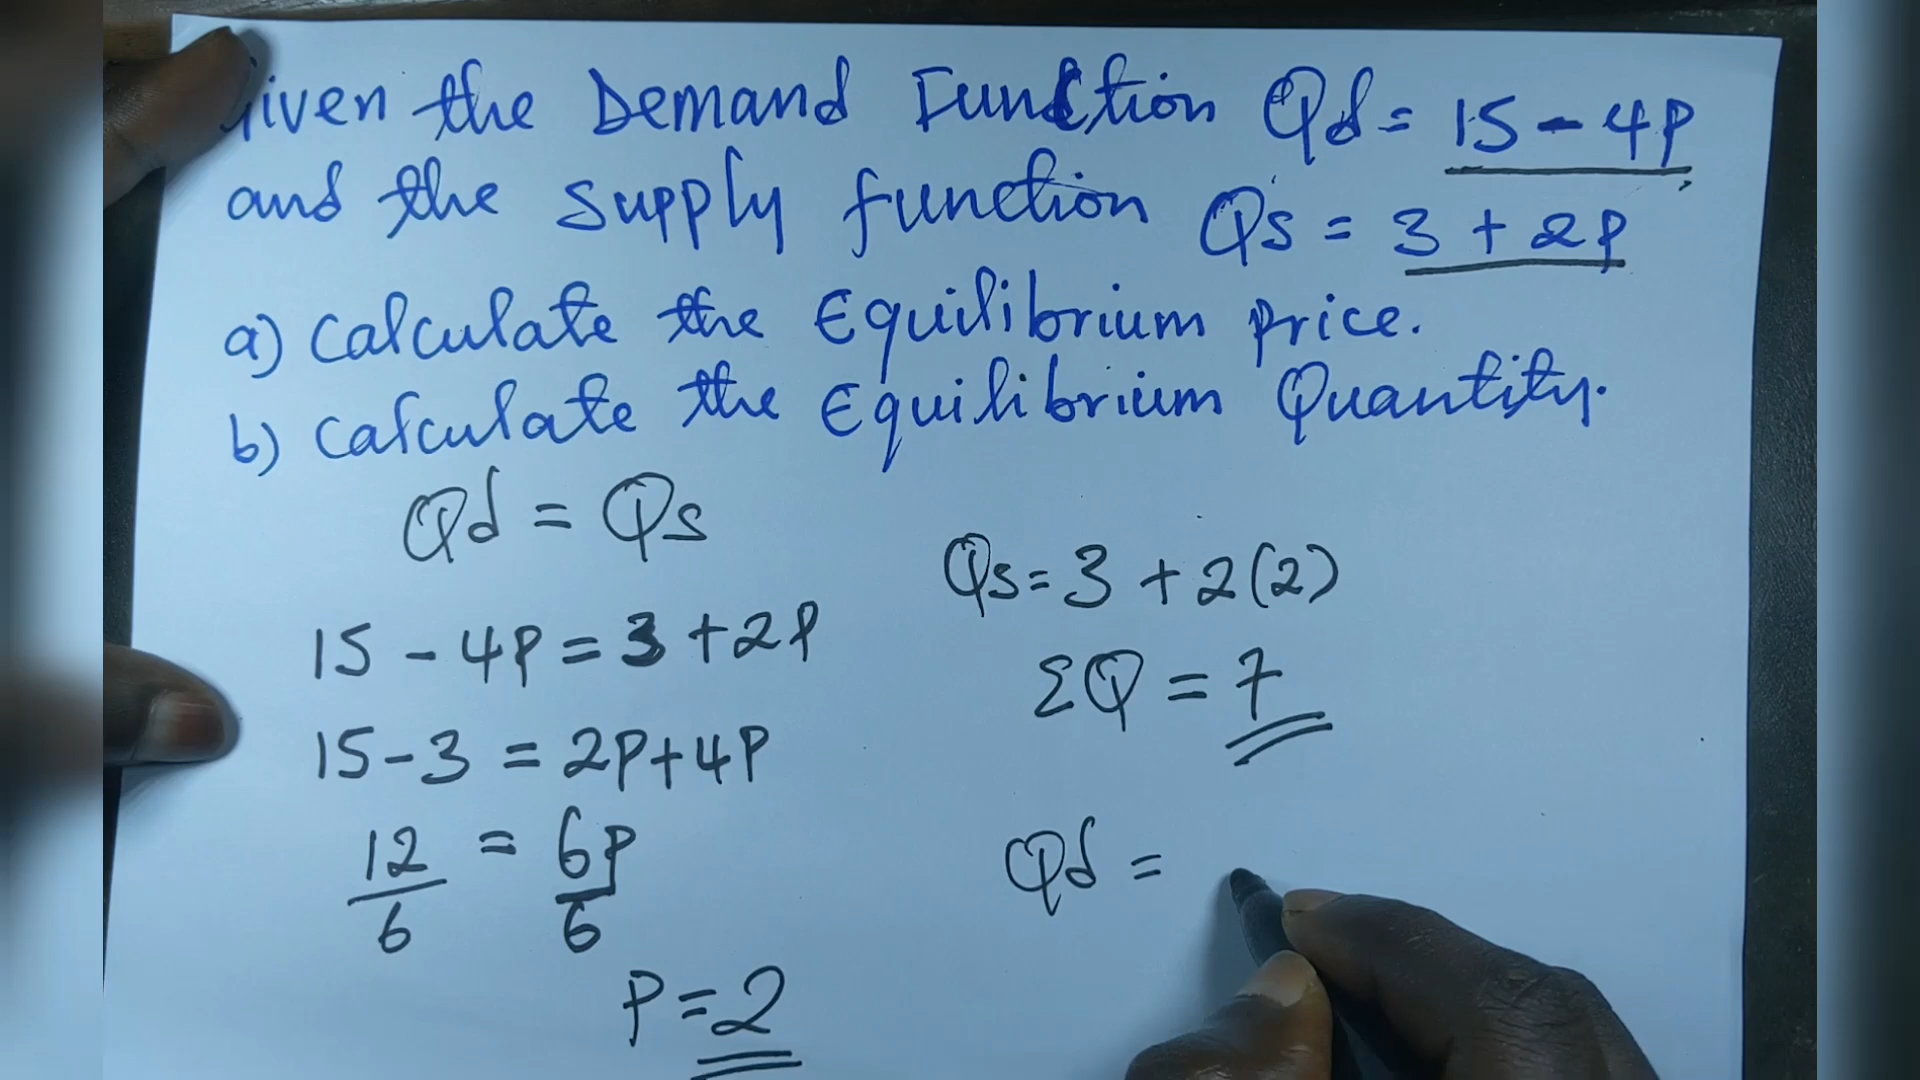 Given the Demand Function Qd = 15 - 4P
and the supply function Qs = 3 + 2P
a) Calculate the Equilibrium price.
b) Calculate the Equilibrium Quantity.
Qd = Qs
15 - 4P = 3 + 2P
15 - 3 = 2P + 4P
12/6 = 6P/6
P = 2
Qs = 3 + 2(2)
ΣQ = 7
Qd =